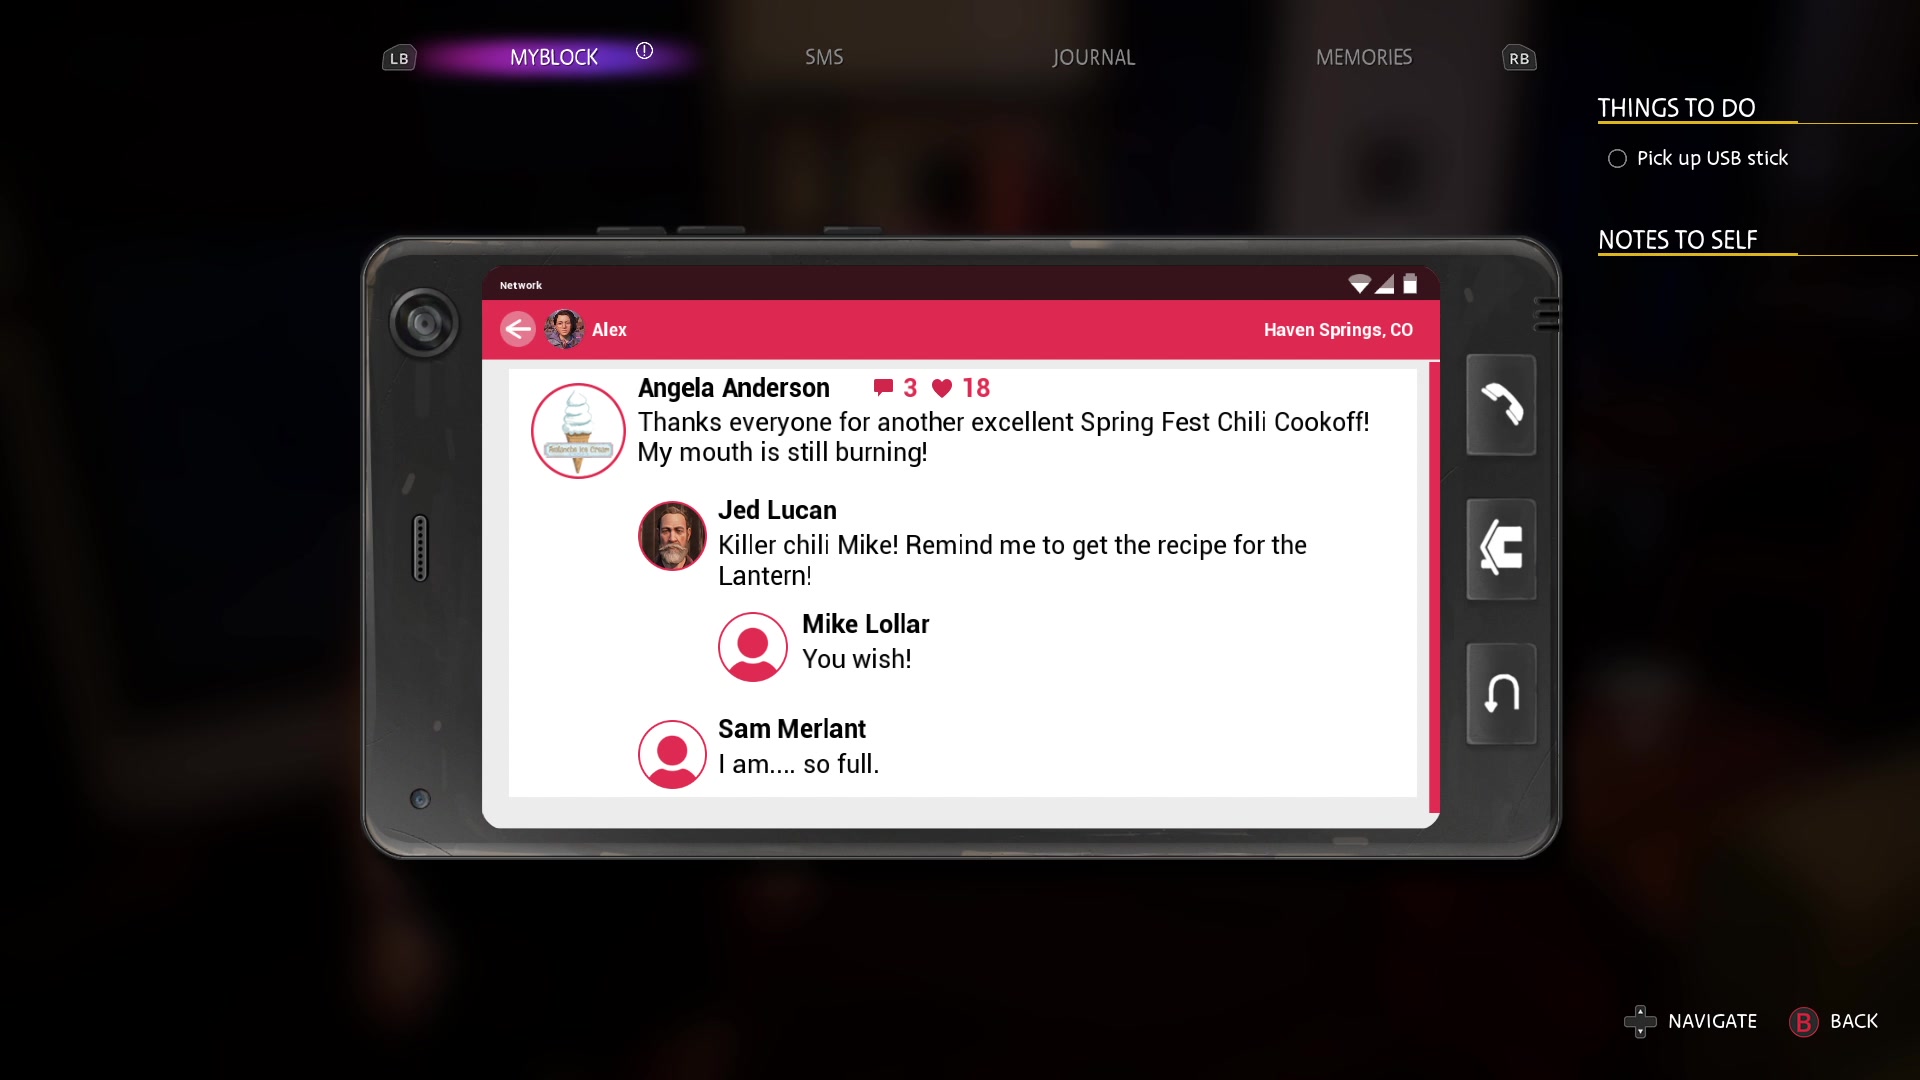 LB
MYBLOCK
SMS
JOURNAL
MEMORIES
RB
THINGS TO DO
Pick up USB stick
NOTES TO SELF
Network
Alex
Haven Springs, CO
Angela Anderson 3 18
Thanks everyone for another excellent Spring Fest Chili Cookoff!
My mouth is still burning!
Avalanche Ice Cream
Jed Lucan
Killer chili Mike! Remind me to get the recipe for the
Lantern!
Mike Lollar
You wish!
Sam Merlant
I am.... so full.
NAVIGATE
B BACK